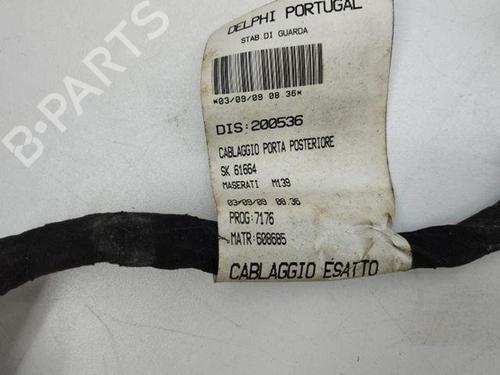 DELPHI PORTUGAL
STAB.DI GUARDA
*03/09/09 08.36*
DIS:200536
CABLAGGIO PORTA POSTERIORE
SK 61664
MASERATI M139
03/09/09 08.36
PROG:7176
MATR:608685
CABLAGGIO ESATTO
B-PARTS